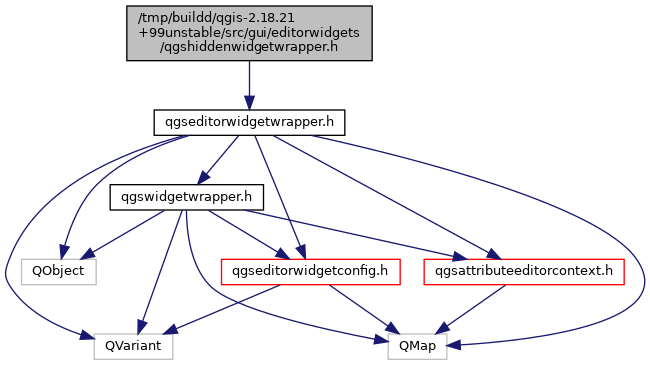 /tmp/buildd/qgis-2.18.21
+99unstable/src/gui/editorwidgets
/qgshiddenwidgetwrapper.h
qgseditorwidgetwrapper.h
qgswidgetwrapper.h
QObject
qgseditorwidgetconfig.h
qgsattributeeditorcontext.h
QVariant
QMap